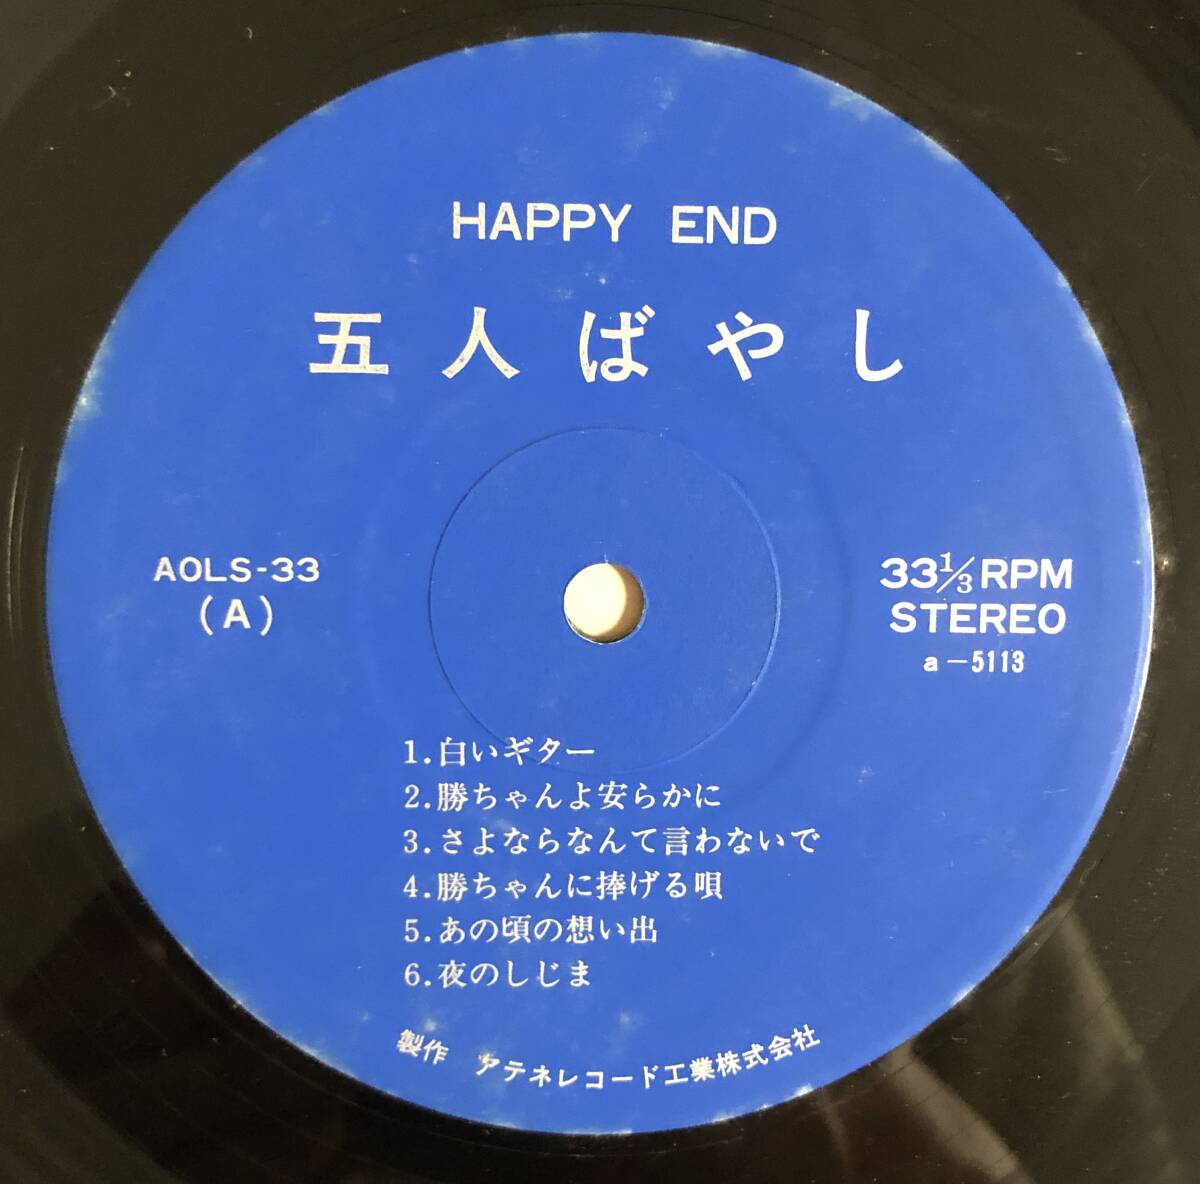 HAPPY END
五人ばやし
AOLS-33
(A)
33 1/3 RPM
STEREO
a-5113
1.白いギター
2.勝ちゃんよ安らかに
3.さよならなんて言わないで
4.勝ちゃんに捧げる唄
5.あの頃の想い出
6.夜のしじま
製作 アテネレコード工業株式会社